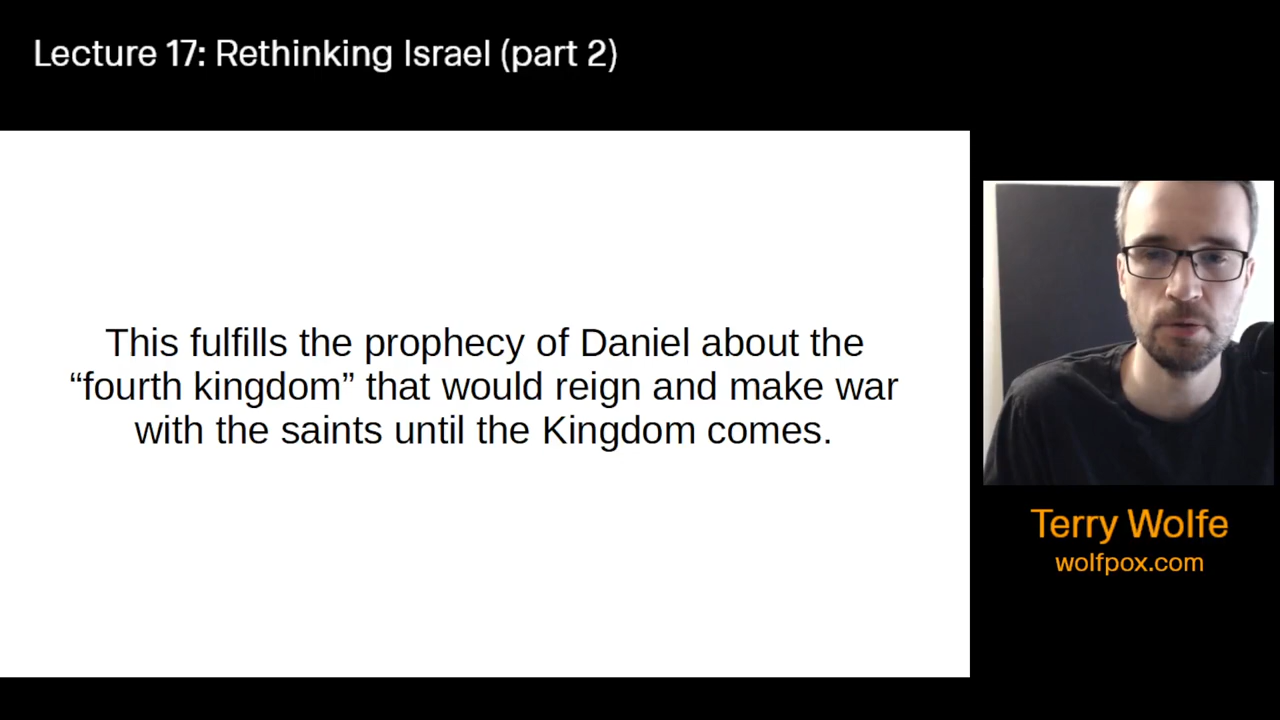 Lecture 17: Rethinking Israel (part 2)
This fulfills the prophecy of Daniel about the
“fourth kingdom” that would reign and make war
with the saints until the Kingdom comes.
Terry Wolfe
wolfpox.com